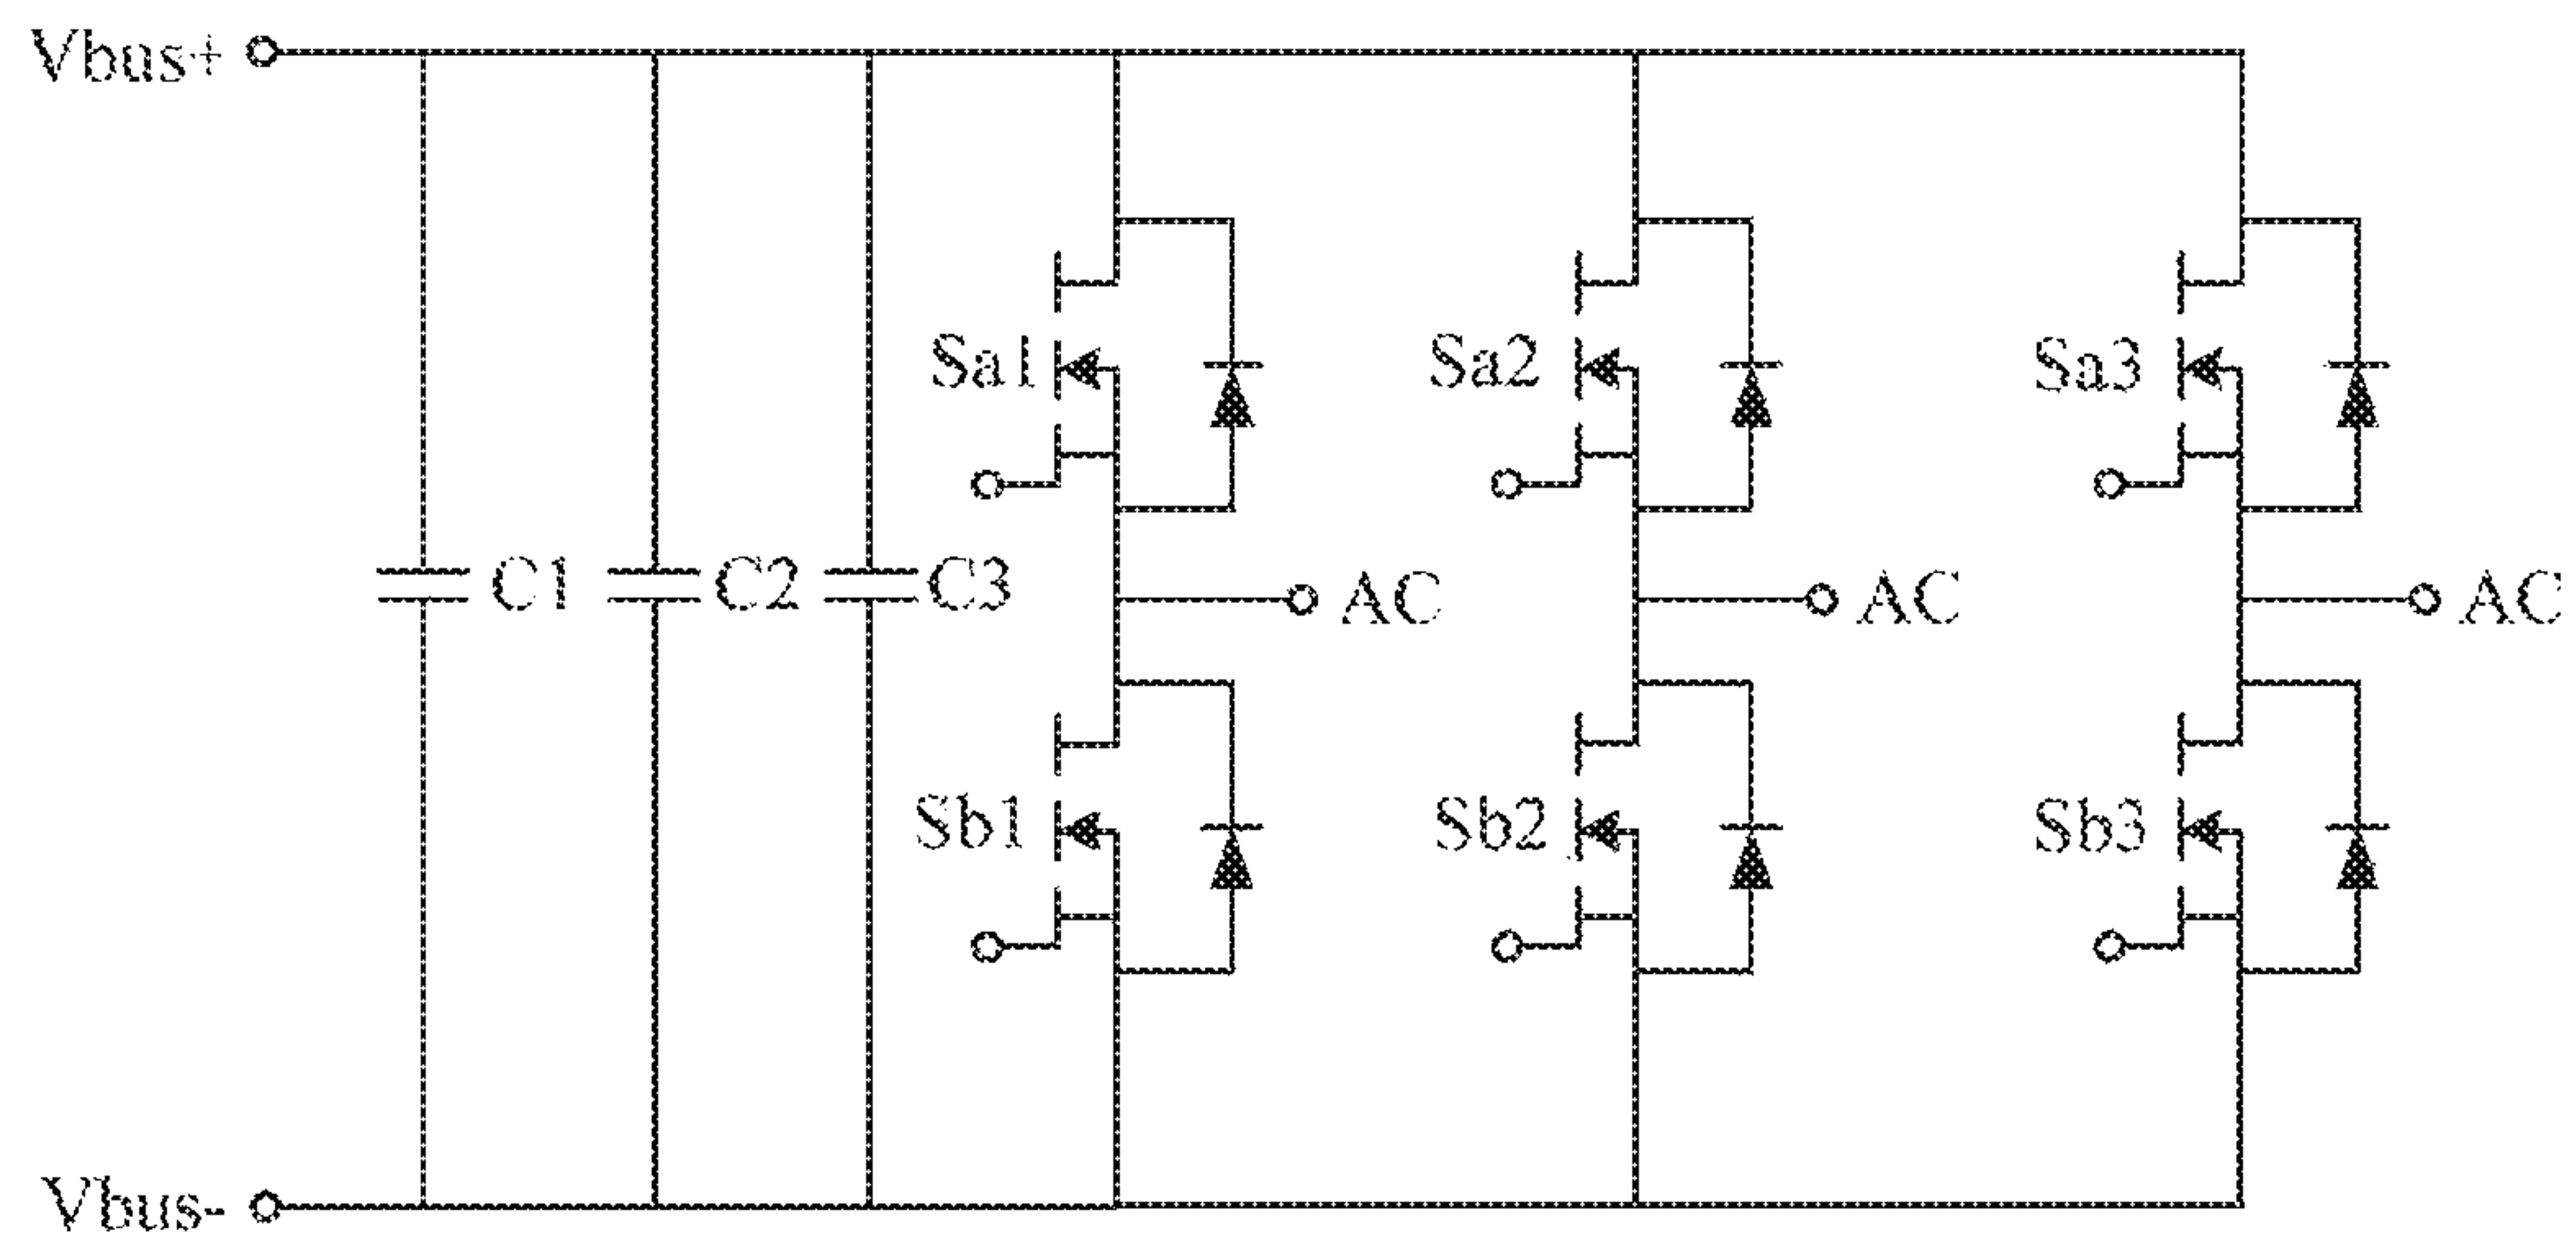 Vbus+
Sa1 Sa2 Sa3
C1 C2 C3 AC AC AC
Sb1 Sb2 Sb3
Vbus-